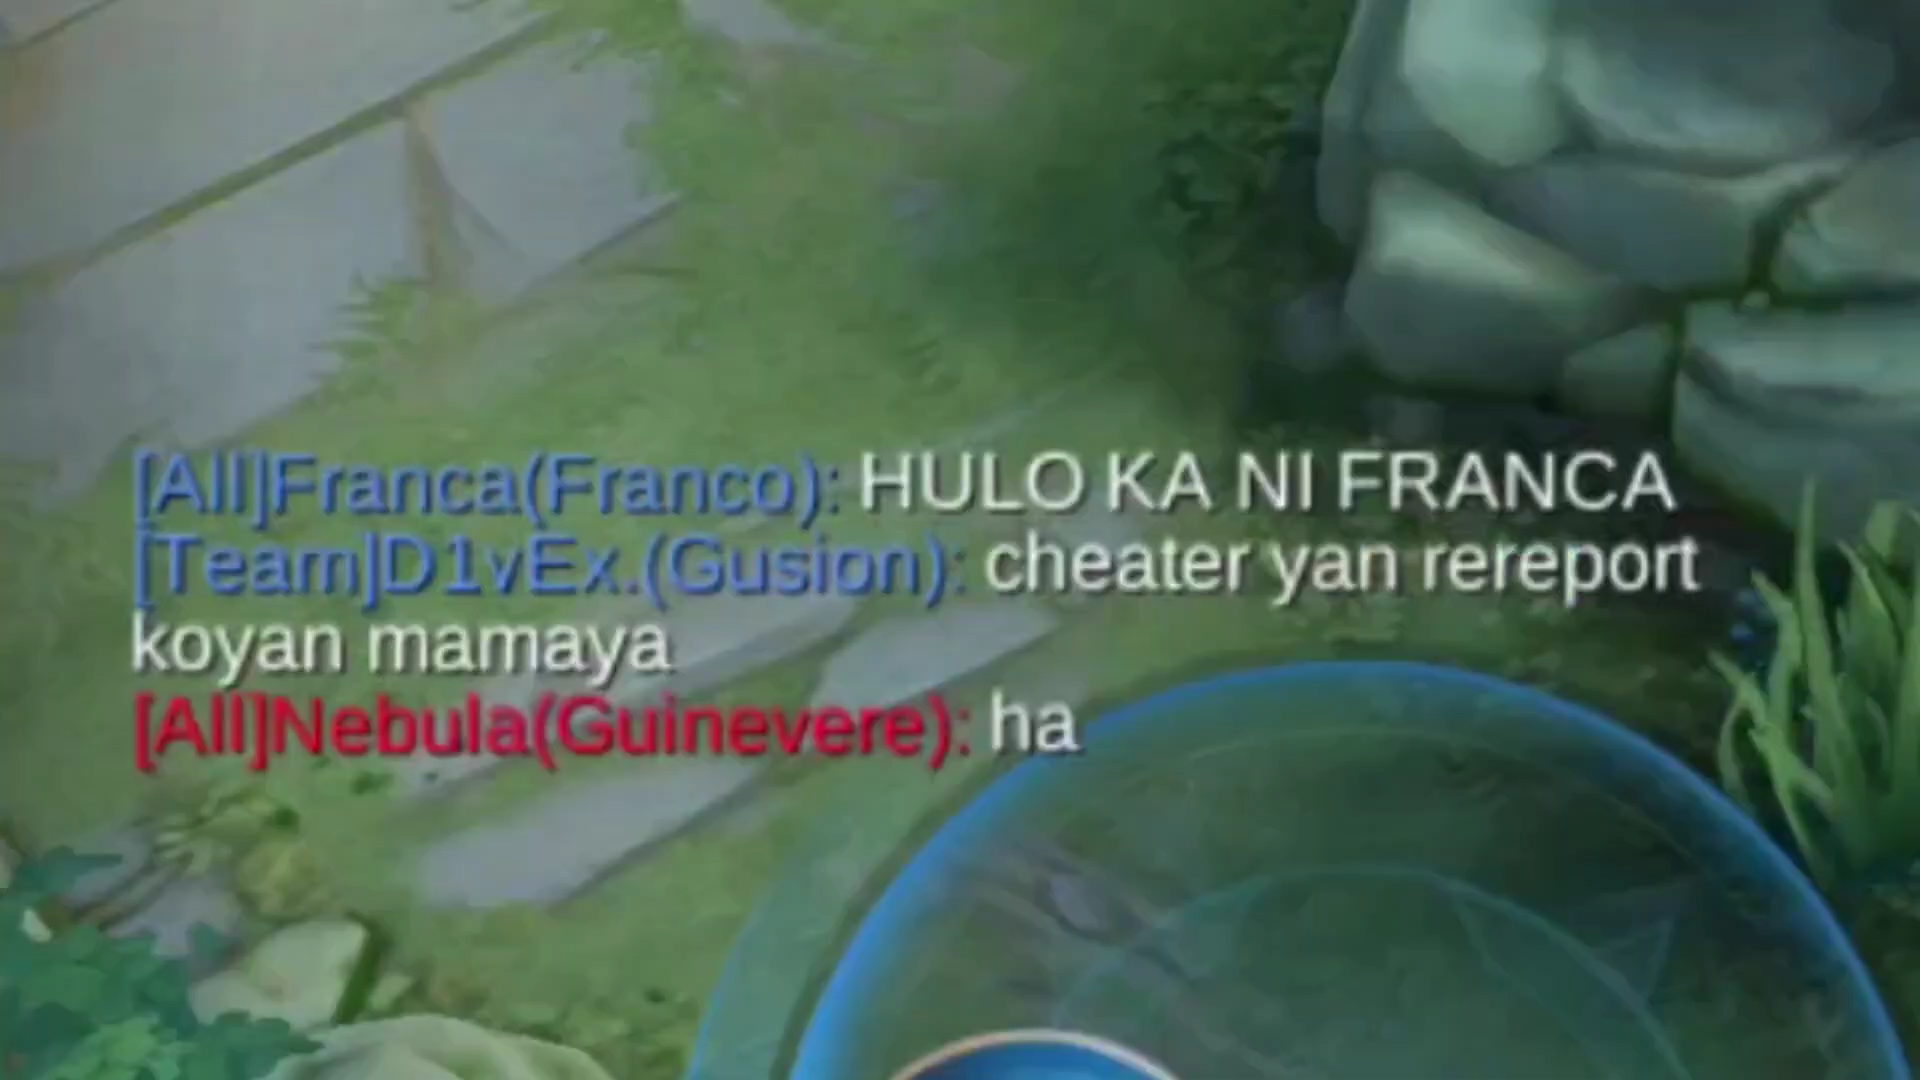 [All]Franca(Franco): HULO KA NI FRANCA
[Team]D1vEx.(Gusion): cheater yan rereport
koyan mamaya
[All]Nebula(Guinevere): ha